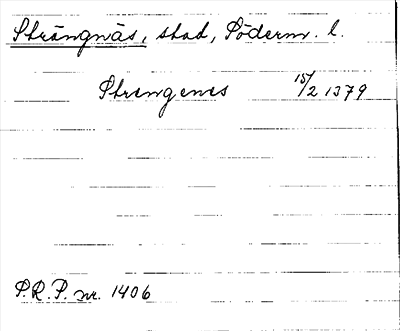 Strängnäs, stad, Söderm. l.
Strengenes 15/2 1379
P.R.P. nr. 1406